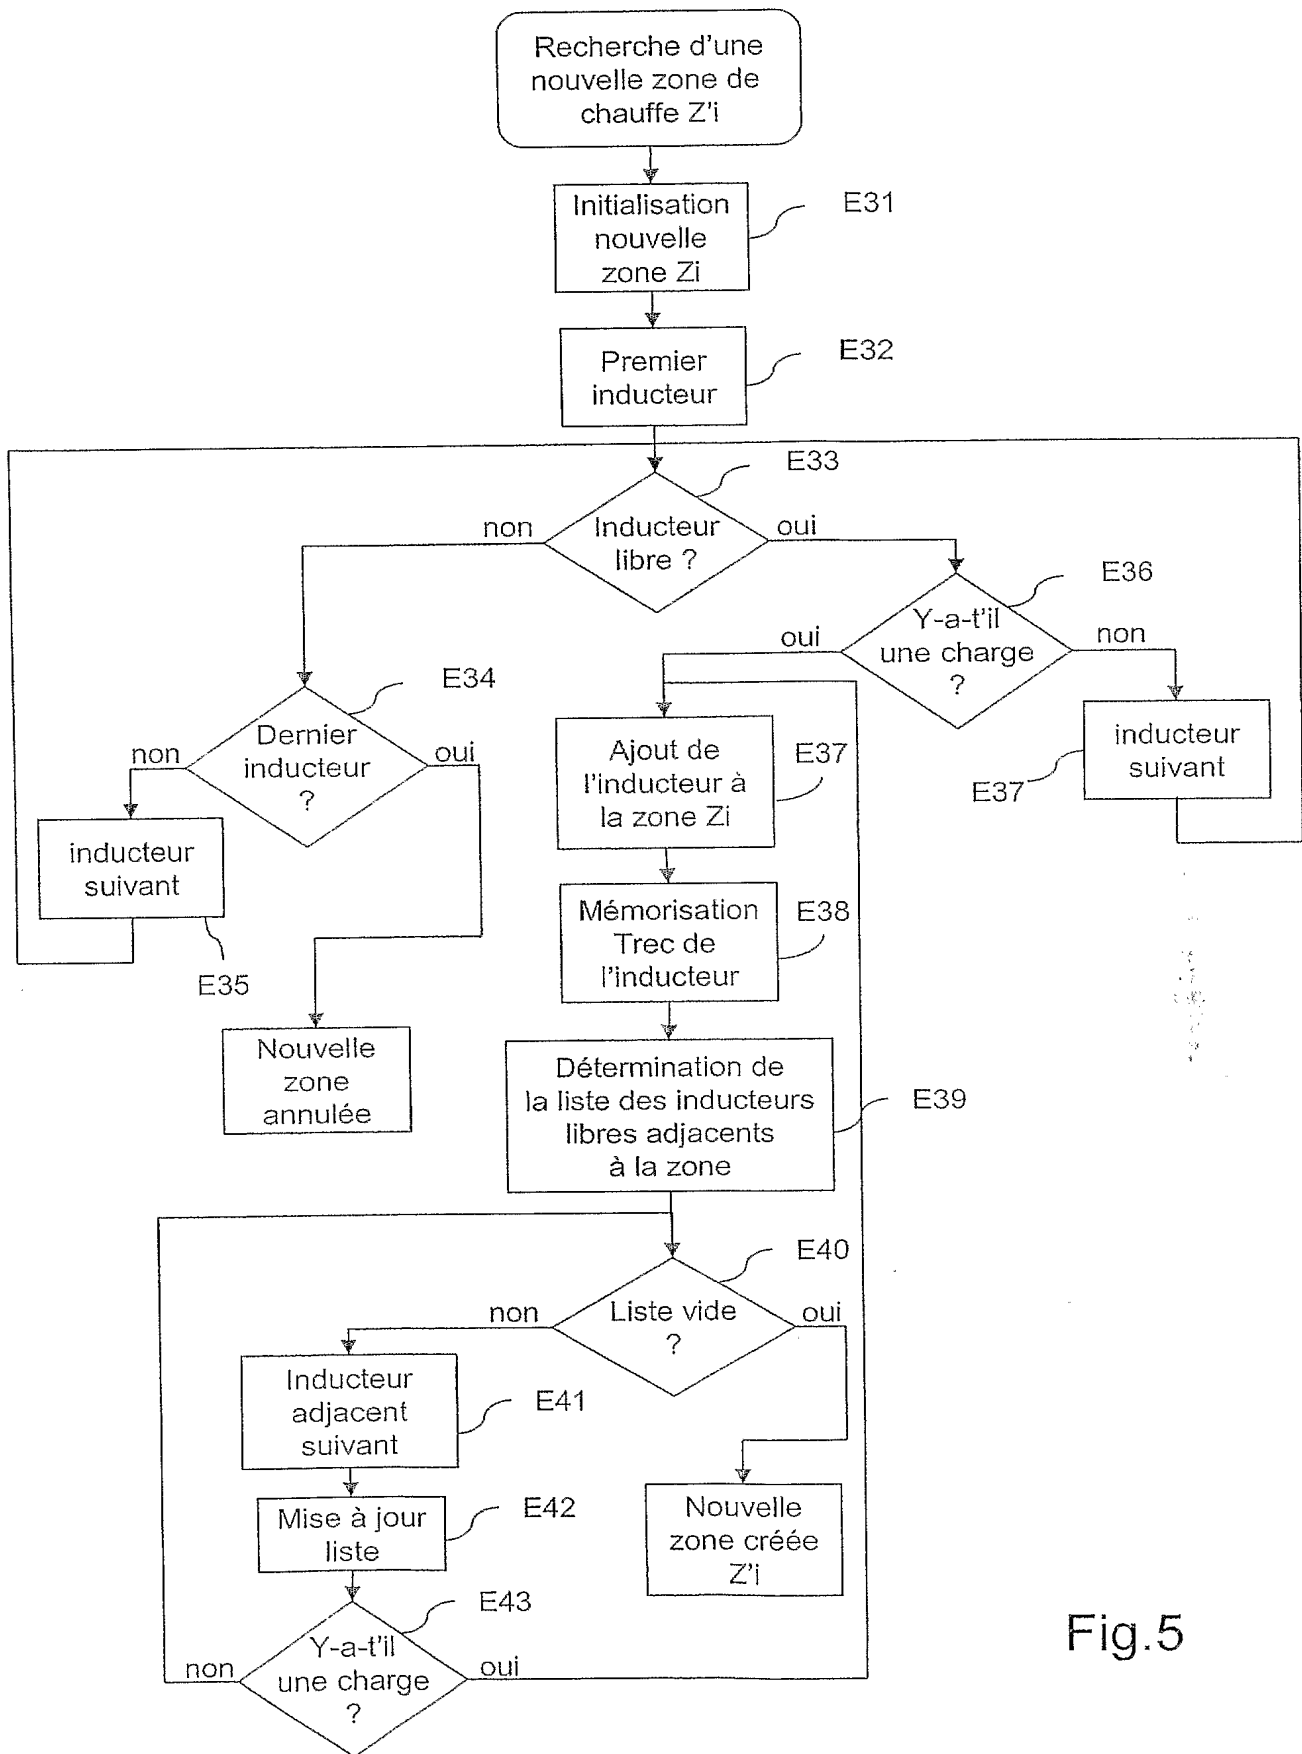 Recherche d'une
nouvelle zone de
chauffe Z'i
Initialisation
nouvelle
zone Zi
E31
Premier
inducteur
E32
E33
non
Inducteur
libre ?
oui
E36
Y-a-t'il
une charge
?
oui
non
E34
Dernier
inducteur
?
non
oui
Ajout de
l'inducteur à
la zone Zi
E37
inducteur
suivant
E37
inducteur
suivant
E35
Mémorisation
Trec de
l'inducteur
E38
Nouvelle
zone
annulée
Détermination de
la liste des inducteurs
libres adjacents
à la zone
E39
E40
non
Liste vide
?
oui
Inducteur
adjacent
suivant
E41
Mise à jour
liste
E42
Nouvelle
zone créée
Z'i
E43
Y-a-t'il
une charge
?
non
oui
Fig.5